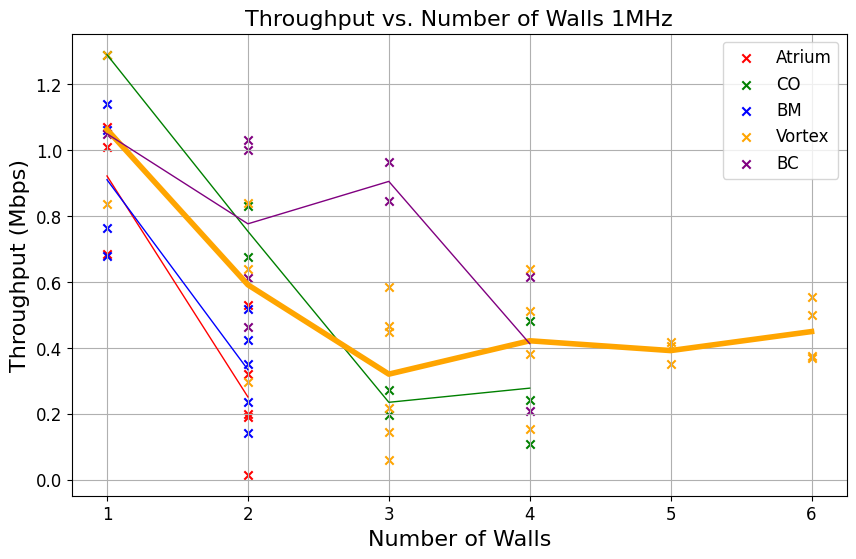 Throughput vs. Number of Walls 1MHz
Throughput (Mbps)
1.2
1.0
0.8
0.6
0.4
0.2
0.0
Atrium
CO
BM
Vortex
BC
1 2 3 4 5 6
Number of Walls